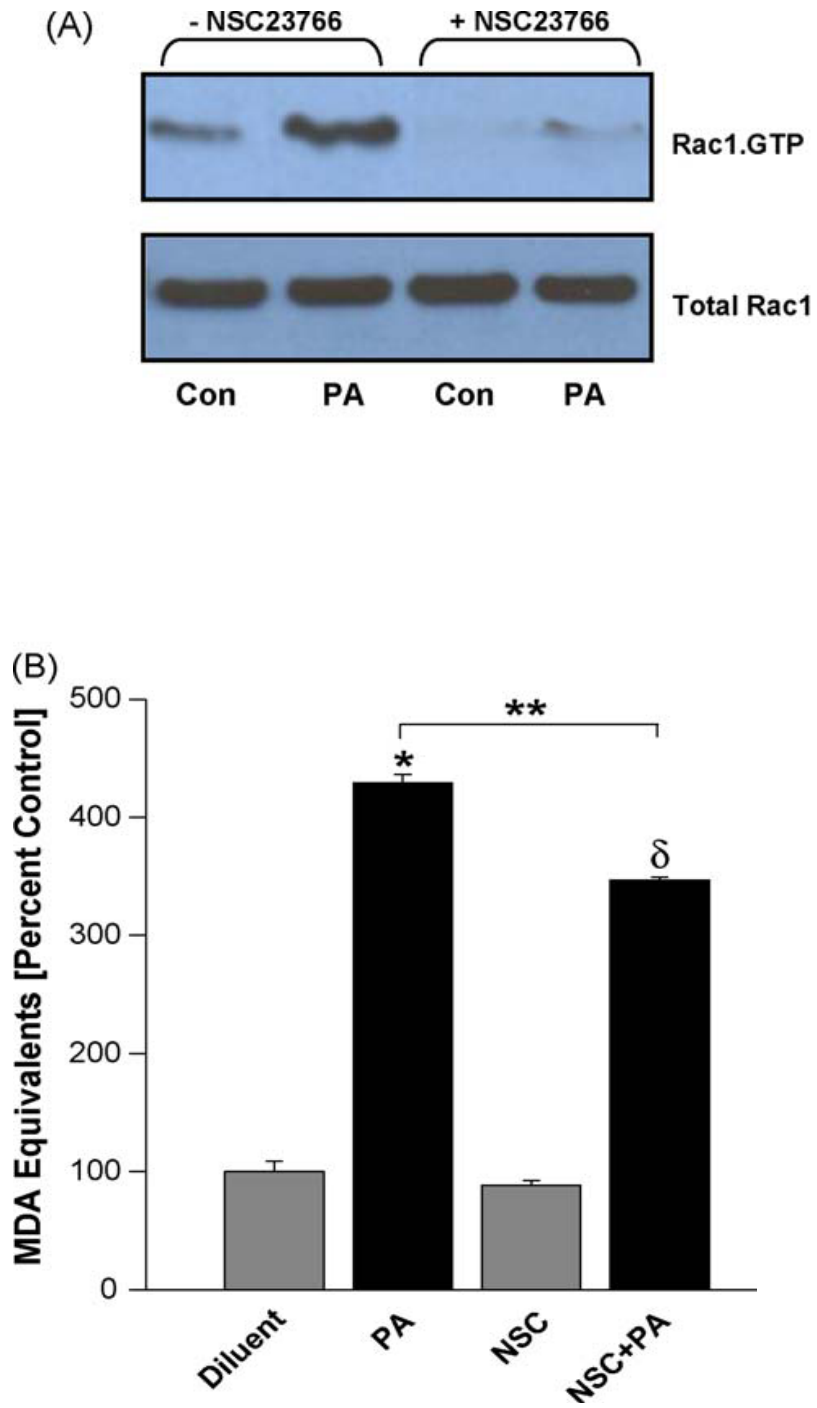 (A)
- NSC23766 + NSC23766
Rac1.GTP
Total Rac1
Con PA Con PA
(B)
MDA Equivalents [Percent Control]
500
400
300
200
100
0
**
*
δ
Diluent PA NSC NSC+PA